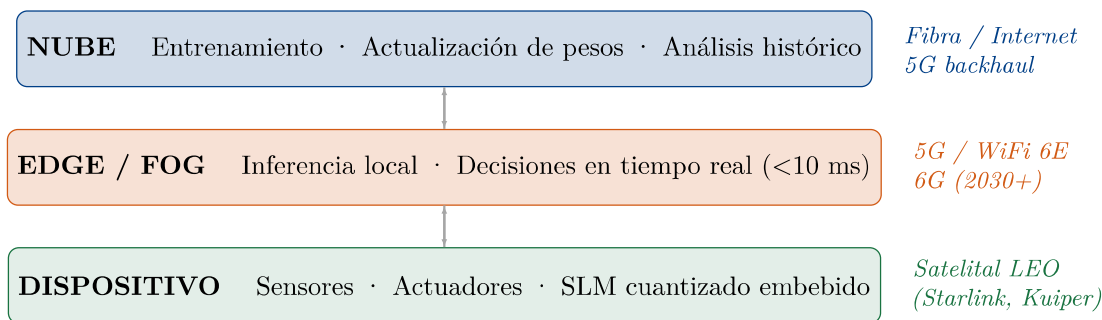 NUBE Entrenamiento · Actualización de pesos · Análisis histórico
Fibra / Internet
5G backhaul
EDGE / FOG Inferencia local · Decisiones en tiempo real (<10 ms)
5G / WiFi 6E
6G (2030+)
DISPOSITIVO Sensores · Actuadores · SLM cuantizado embebido
Satelital LEO
(Starlink, Kuiper)